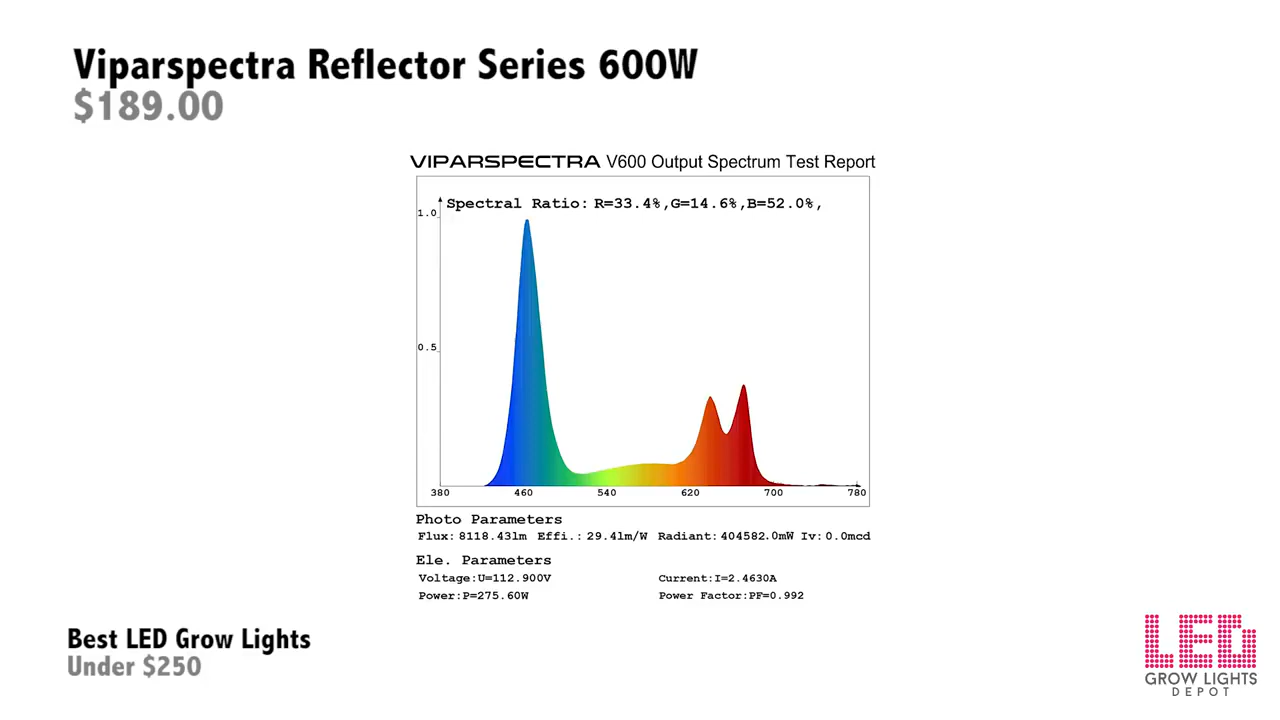 Viparspectra Reflector Series 600W
$189.00
VIPARSPECTRA V600 Output Spectrum Test Report
Spectral Ratio: R=33.4%,G=14.6%,B=52.0%,
1.0
0.5
380 460 540 620 700 780
Photo Parameters
Flux: 8118.43lm Effi.: 29.4lm/W Radiant: 404582.0mW Iv: 0.0mcd
Ele. Parameters
Voltage:U=112.900V Current:I=2.4630A
Power:P=275.60W Power Factor:PF=0.992
Best LED Grow Lights
Under $250
LED
GROW LIGHTS
DEPOT